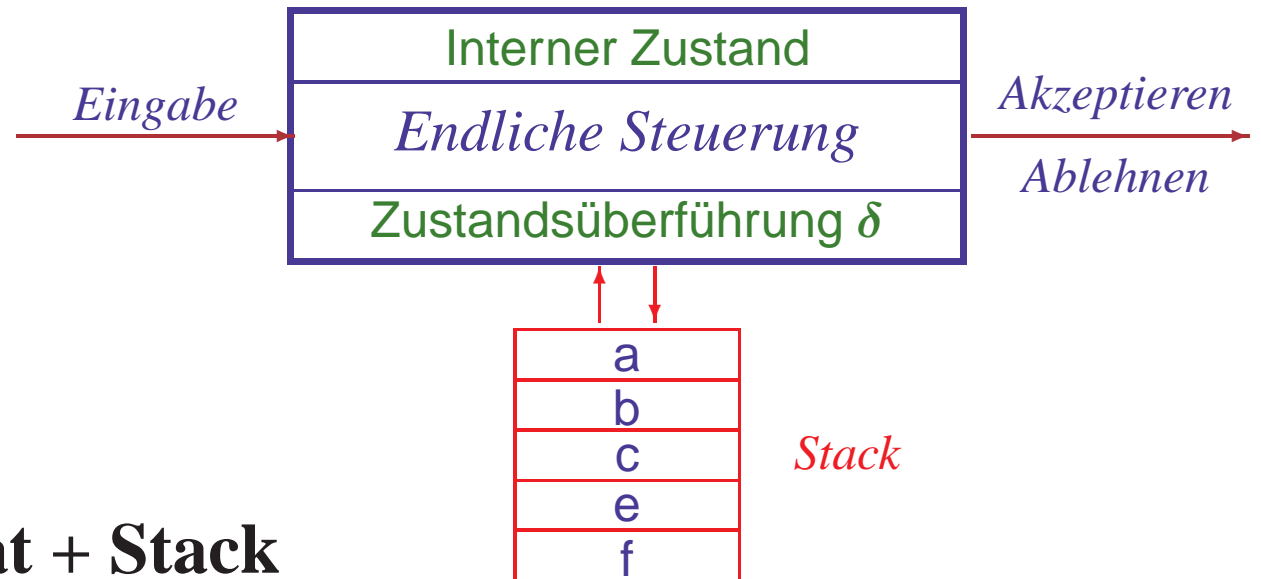 Interner Zustand
Eingabe
Endliche Steuerung
Akzeptieren
Ablehnen
Zustandsüberführung δ
a
b
c
Stack
e
f
at + Stack